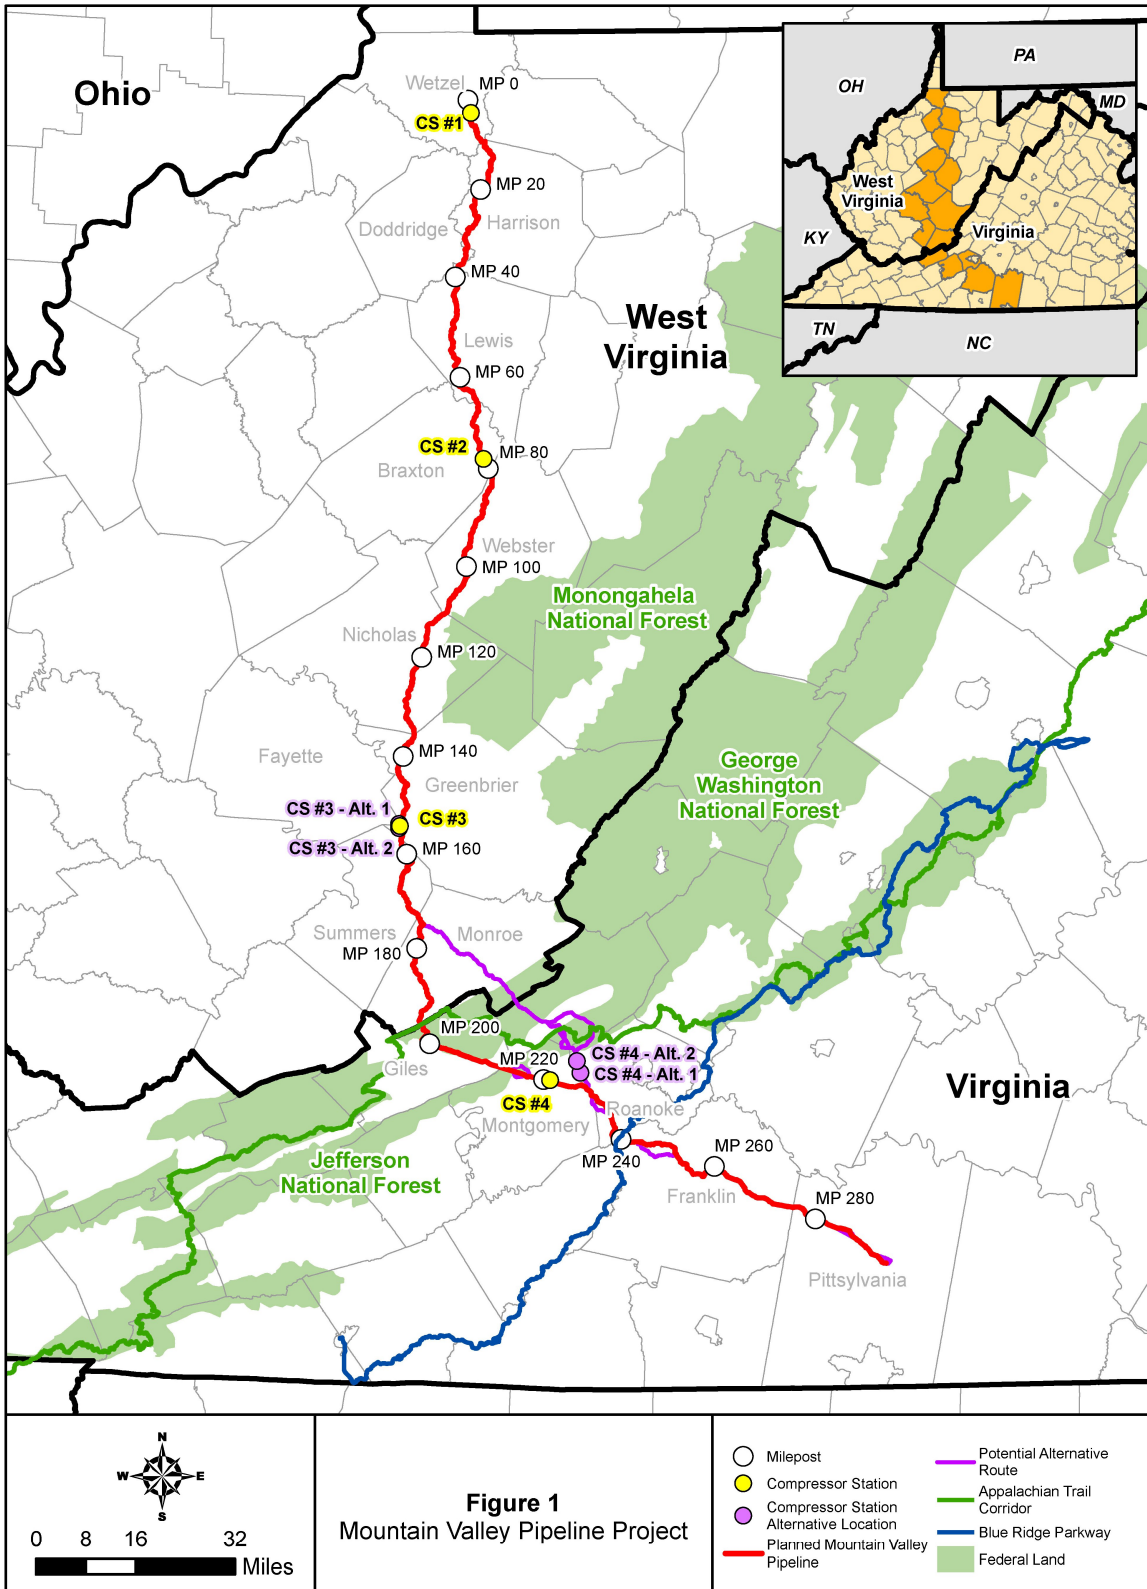 Ohio
Wetzel
MP 0
CS #1
MP 20
Doddridge
Harrison
MP 40
West
Virginia
Lewis
MP 60
CS #2
MP 80
Braxton
Webster
MP 100
Monongahela
National Forest
Nicholas
MP 120
Fayette
MP 140
Greenbrier
George
Washington
National Forest
CS #3 - Alt. 1
CS #3
CS #3 - Alt. 2
MP 160
Summers
Monroe
MP 180
MP 200
Giles
MP 220
CS #4 - Alt. 2
CS #4 - Alt. 1
CS #4
Montgomery
Roanoke
Virginia
MP 240
MP 260
Jefferson
National Forest
Franklin
MP 280
Pittsylvania
PA
OH
MD
West
Virginia
KY
Virginia
TN
NC
N
W
E
S
0 8 16 32
Miles
Figure 1
Mountain Valley Pipeline Project
Milepost
Compressor Station
Compressor Station
Alternative Location
Planned Mountain Valley
Pipeline
Potential Alternative
Route
Appalachian Trail
Corridor
Blue Ridge Parkway
Federal Land